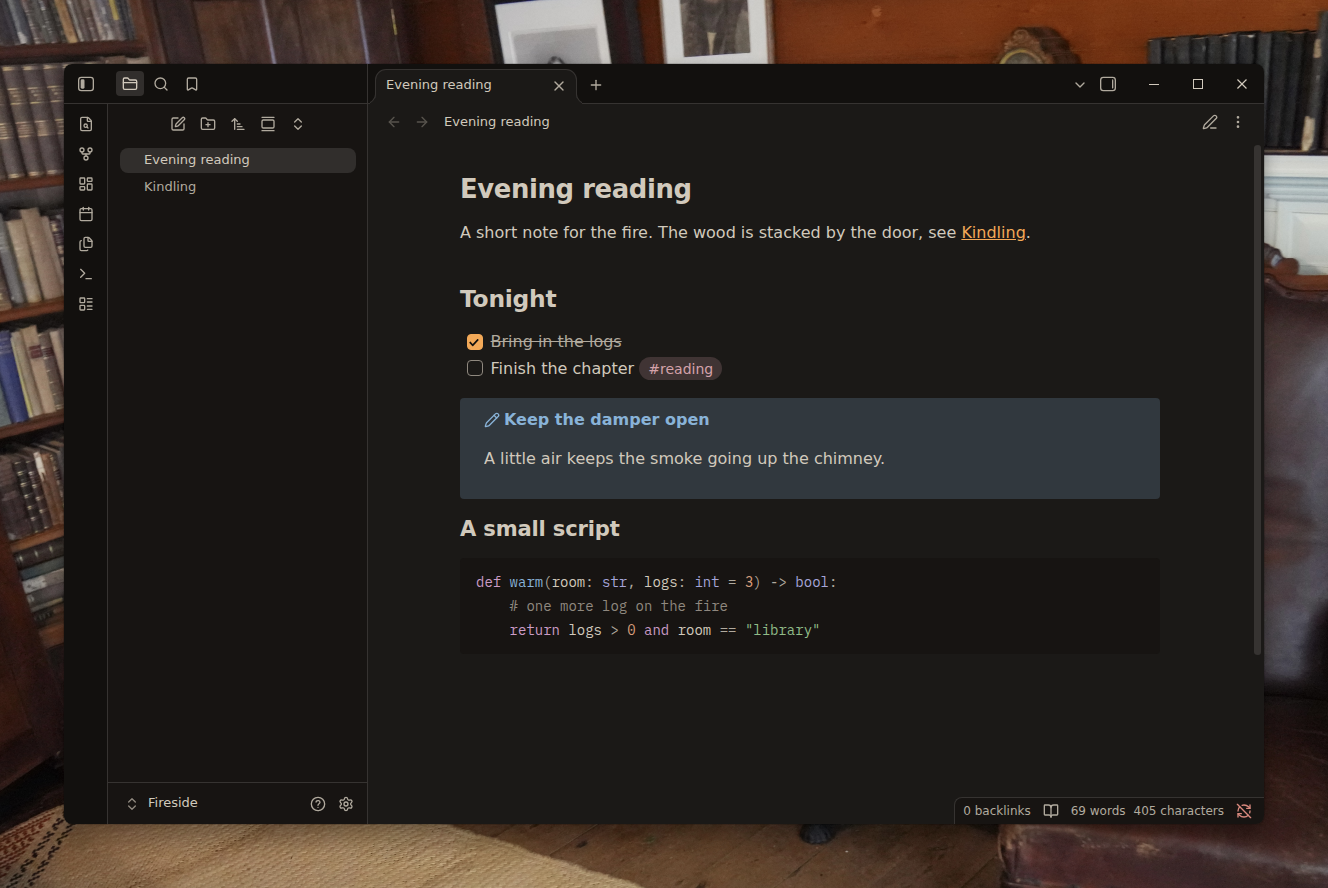 Evening reading
Evening reading
Evening reading
Kindling
Evening reading
A short note for the fire. The wood is stacked by the door, see Kindling.
Tonight
Bring in the logs
Finish the chapter #reading
Keep the damper open
A little air keeps the smoke going up the chimney.
A small script
def warm(room: str, logs: int = 3) -> bool:
    # one more log on the fire
    return logs > 0 and room == "library"
Fireside
0 backlinks 69 words 405 characters